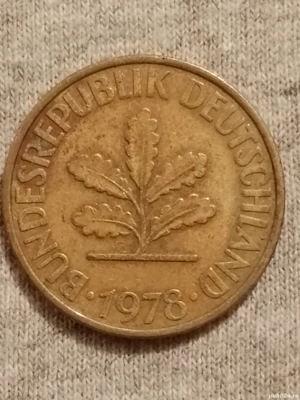 BUNDESREPUBLIK DEUTSCHLAND
· 1978 ·